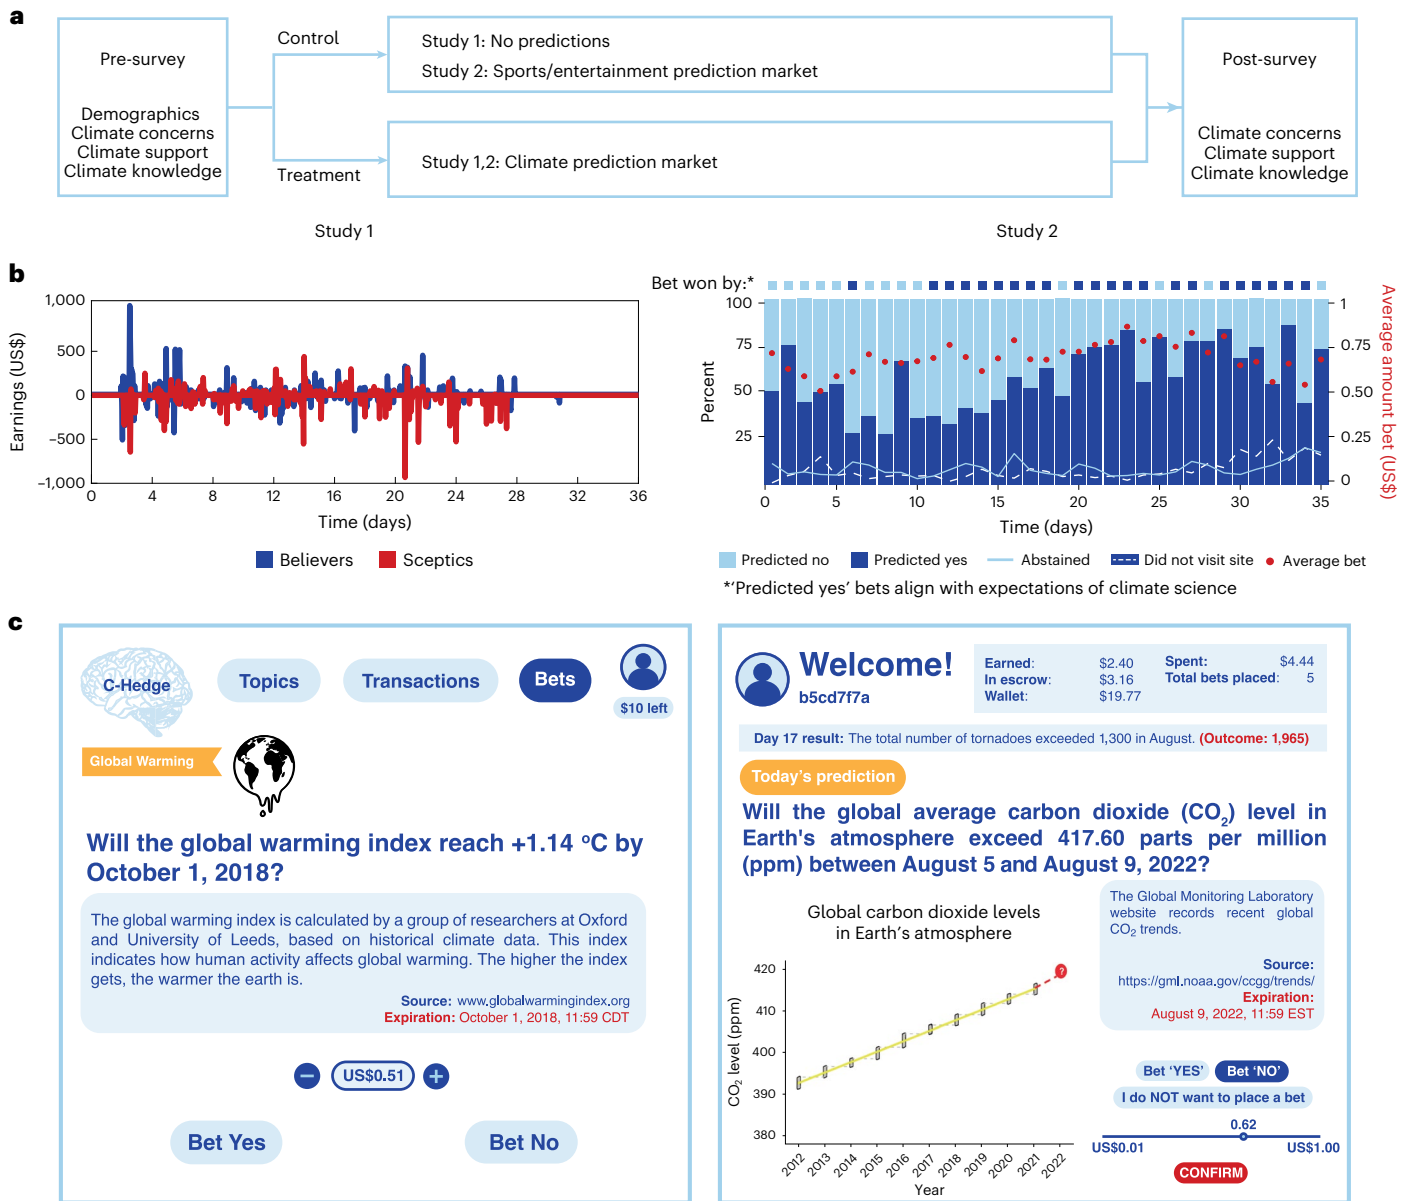 a
Pre-survey
Demographics
Climate concerns
Climate support
Climate knowledge
Control
Treatment
Study 1: No predictions
Study 2: Sports/entertainment prediction market
Study 1,2: Climate prediction market
Post-survey
Climate concerns
Climate support
Climate knowledge
Study 1
Study 2
b
Earnings (US$)
1,000
500
0
–500
–1,000
0 4 8 12 16 20 24 28 32 36
Time (days)
Believers Sceptics
Bet won by:*
Percent
100
75
50
25
1
0.75
0.50
0.25
0
Average amount bet (US$)
0 5 10 15 20 25 30 35
Time (days)
Predicted no Predicted yes Abstained Did not visit site Average bet
*‘Predicted yes’ bets align with expectations of climate science
c
C-Hedge
Topics
Transactions
Bets
$10 left
Global Warming
Will the global warming index reach +1.14 °C by
October 1, 2018?
The global warming index is calculated by a group of researchers at Oxford
and University of Leeds, based on historical climate data. This index
indicates how human activity affects global warming. The higher the index
gets, the warmer the earth is.
Source: www.globalwarmingindex.org
Expiration: October 1, 2018, 11:59 CDT
− US$0.51 +
Bet Yes
Bet No
Welcome!
b5cd7f7a
Earned: $2.40
In escrow: $3.16
Wallet: $19.77
Spent: $4.44
Total bets placed: 5
Day 17 result: The total number of tornadoes exceeded 1,300 in August. (Outcome: 1,965)
Today’s prediction
Will the global average carbon dioxide (CO₂) level in
Earth's atmosphere exceed 417.60 parts per million
(ppm) between August 5 and August 9, 2022?
Global carbon dioxide levels
in Earth’s atmosphere
CO₂ level (ppm)
420
410
400
390
380
?
2012 2013 2014 2015 2016 2017 2018 2019 2020 2021 2022
Year
The Global Monitoring Laboratory
website records recent global
CO₂ trends.
Source:
https://gml.noaa.gov/ccgg/trends/
Expiration:
August 9, 2022, 11:59 EST
Bet ‘YES’ Bet ‘NO’
I do NOT want to place a bet
0.62
US$0.01 US$1.00
CONFIRM